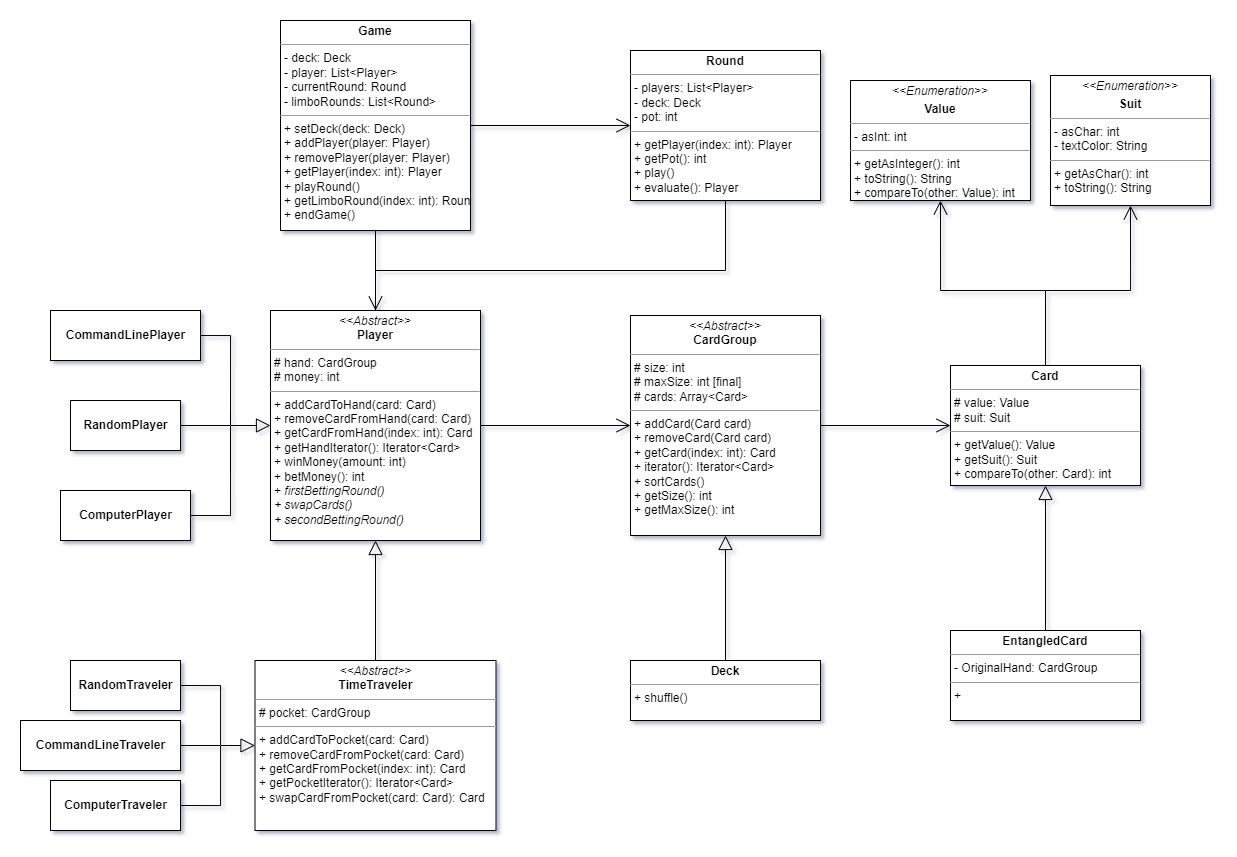 Game
- deck: Deck
- player: List<Player>
- currentRound: Round
- limboRounds: List<Round>
+ setDeck(deck: Deck)
+ addPlayer(player: Player)
+ removePlayer(player: Player)
+ getPlayer(index: int): Player
+ playRound()
+ getLimboRound(index: int): Roun
+ endGame()
Round
- players: List<Player>
- deck: Deck
- pot: int
+ getPlayer(index: int): Player
+ getPot(): int
+ play()
+ evaluate(): Player
<<Enumeration>>
Value
- asInt: int
+ getAsInteger(): int
+ toString(): String
+ compareTo(other: Value): int
<<Enumeration>>
Suit
- asChar: int
- textColor: String
+ getAsChar(): int
+ toString(): String
CommandLinePlayer
RandomPlayer
ComputerPlayer
<<Abstract>>
Player
# hand: CardGroup
# money: int
+ addCardToHand(card: Card)
+ removeCardFromHand(card: Card)
+ getCardFromHand(index: int): Card
+ getHandIterator(): Iterator<Card>
+ winMoney(amount: int)
+ betMoney(): int
+ firstBettingRound()
+ swapCards()
+ secondBettingRound()
<<Abstract>>
CardGroup
# size: int
# maxSize: int [final]
# cards: Array<Card>
+ addCard(Card card)
+ removeCard(Card card)
+ getCard(index: int): Card
+ iterator(): Iterator<Card>
+ sortCards()
+ getSize(): int
+ getMaxSize(): int
Card
# value: Value
# suit: Suit
+ getValue(): Value
+ getSuit(): Suit
+ compareTo(other: Card): int
RandomTraveler
CommandLineTraveler
ComputerTraveler
<<Abstract>>
TimeTraveler
# pocket: CardGroup
+ addCardToPocket(card: Card)
+ removeCardFromPocket(card: Card)
+ getCardFromPocket(index: int): Card
+ getPocketIterator(): Iterator<Card>
+ swapCardFromPocket(card: Card): Card
Deck
+ shuffle()
EntangledCard
- OriginalHand: CardGroup
+